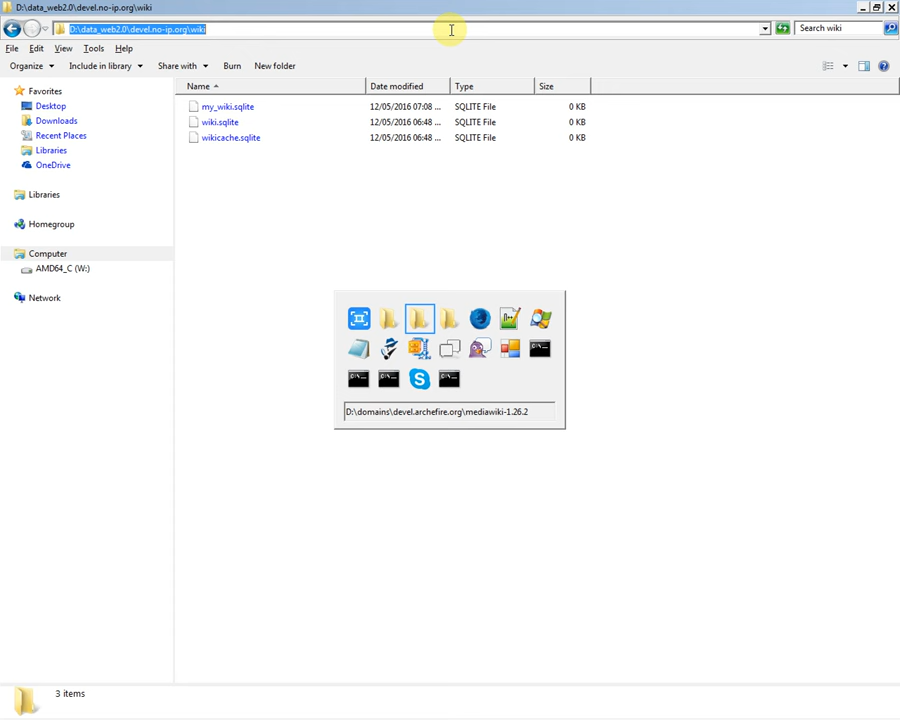 D:\data_web2.0\devel.no-ip.org\wiki
D:\data_web2.0\devel.no-ip.org\wiki
Search wiki
File Edit View Tools Help
Organize Include in library Share with Burn New folder
Favorites
Desktop
Downloads
Recent Places
Libraries
OneDrive
Libraries
Homegroup
Computer
AMD64_C (W:)
Network
Name Date modified Type Size
my_wiki.sqlite 12/05/2016 07:08 ... SQLITE File 0 KB
wiki.sqlite 12/05/2016 06:48 ... SQLITE File 0 KB
wikicache.sqlite 12/05/2016 06:48 ... SQLITE File 0 KB
D:\domains\devel.archefire.org\mediawiki-1.26.2
3 items